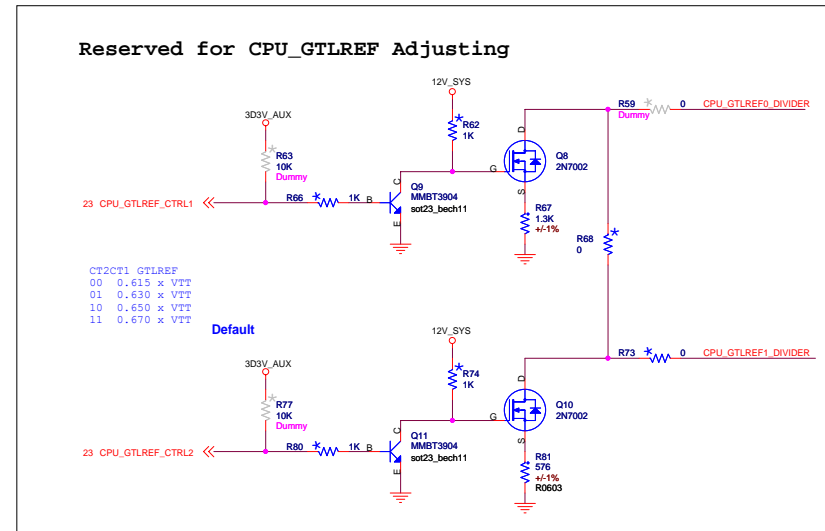 Reserved for CPU_GTLREF Adjusting
12V_SYS
3D3V_AUX
R59
Dummy
0
CPU_GTLREF0_DIVIDER
R62
1K
R63
10K
Dummy
D
Q8
2N7002
G
S
23 CPU_GTLREF_CTRL1
R66
1K
B
C
E
Q9
MMBT3904
sot23_bech11
R67
1.3K
+/-1%
R68
0
CT2CT1 GTLREF
00 0.615 x VTT
01 0.630 x VTT
10 0.650 x VTT
11 0.670 x VTT
Default
12V_SYS
3D3V_AUX
R73
0
CPU_GTLREF1_DIVIDER
R74
1K
R77
10K
Dummy
D
Q10
2N7002
G
S
23 CPU_GTLREF_CTRL2
R80
1K
B
C
E
Q11
MMBT3904
sot23_bech11
R81
576
+/-1%
R0603